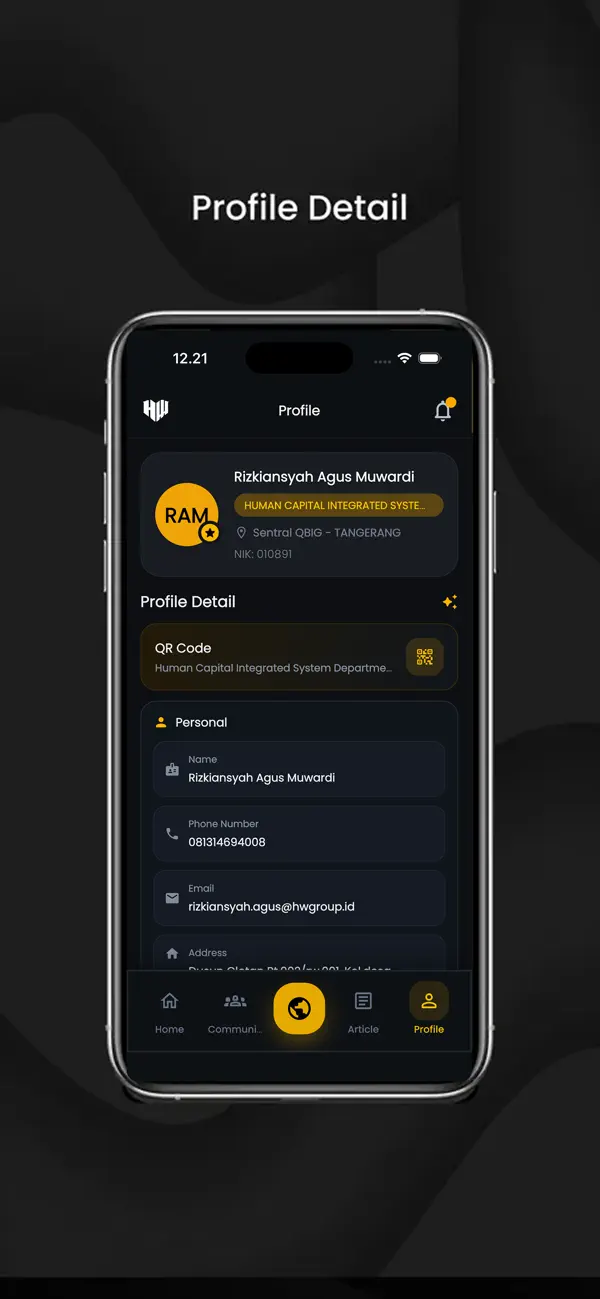 Profile Detail
12.21
HW
Profile
Rizkiansyah Agus Muwardi
RAM
HUMAN CAPITAL INTEGRATED SYSTE...
Sentral QBIG - TANGERANG
NIK: 010891
Profile Detail
QR Code
Human Capital Integrated System Departme...
Personal
Name
Rizkiansyah Agus Muwardi
Phone Number
081314694008
Email
rizkiansyah.agus@hwgroup.id
Address
Home
Communi...
Article
Profile